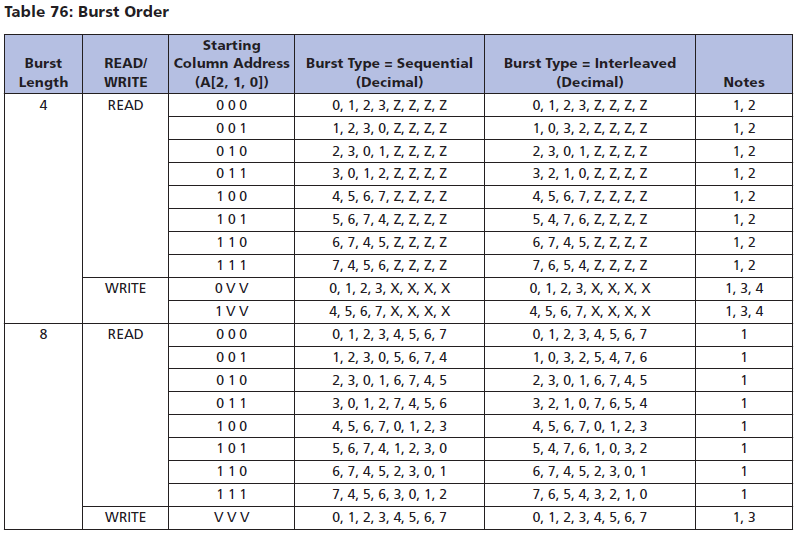 Table 76: Burst Order
Burst Length READ/ WRITE Starting Column Address (A[2, 1, 0]) Burst Type = Sequential (Decimal) Burst Type = Interleaved (Decimal) Notes
4 READ 0 0 0 0, 1, 2, 3, Z, Z, Z, Z 0, 1, 2, 3, Z, Z, Z, Z 1, 2
0 0 1 1, 2, 3, 0, Z, Z, Z, Z 1, 0, 3, 2, Z, Z, Z, Z 1, 2
0 1 0 2, 3, 0, 1, Z, Z, Z, Z 2, 3, 0, 1, Z, Z, Z, Z 1, 2
0 1 1 3, 0, 1, 2, Z, Z, Z, Z 3, 2, 1, 0, Z, Z, Z, Z 1, 2
1 0 0 4, 5, 6, 7, Z, Z, Z, Z 4, 5, 6, 7, Z, Z, Z, Z 1, 2
1 0 1 5, 6, 7, 4, Z, Z, Z, Z 5, 4, 7, 6, Z, Z, Z, Z 1, 2
1 1 0 6, 7, 4, 5, Z, Z, Z, Z 6, 7, 4, 5, Z, Z, Z, Z 1, 2
1 1 1 7, 4, 5, 6, Z, Z, Z, Z 7, 6, 5, 4, Z, Z, Z, Z 1, 2
WRITE 0 V V 0, 1, 2, 3, X, X, X, X 0, 1, 2, 3, X, X, X, X 1, 3, 4
1 V V 4, 5, 6, 7, X, X, X, X 4, 5, 6, 7, X, X, X, X 1, 3, 4
8 READ 0 0 0 0, 1, 2, 3, 4, 5, 6, 7 0, 1, 2, 3, 4, 5, 6, 7 1
0 0 1 1, 2, 3, 0, 5, 6, 7, 4 1, 0, 3, 2, 5, 4, 7, 6 1
0 1 0 2, 3, 0, 1, 6, 7, 4, 5 2, 3, 0, 1, 6, 7, 4, 5 1
0 1 1 3, 0, 1, 2, 7, 4, 5, 6 3, 2, 1, 0, 7, 6, 5, 4 1
1 0 0 4, 5, 6, 7, 0, 1, 2, 3 4, 5, 6, 7, 0, 1, 2, 3 1
1 0 1 5, 6, 7, 4, 1, 2, 3, 0 5, 4, 7, 6, 1, 0, 3, 2 1
1 1 0 6, 7, 4, 5, 2, 3, 0, 1 6, 7, 4, 5, 2, 3, 0, 1 1
1 1 1 7, 4, 5, 6, 3, 0, 1, 2 7, 6, 5, 4, 3, 2, 1, 0 1
WRITE V V V 0, 1, 2, 3, 4, 5, 6, 7 0, 1, 2, 3, 4, 5, 6, 7 1, 3